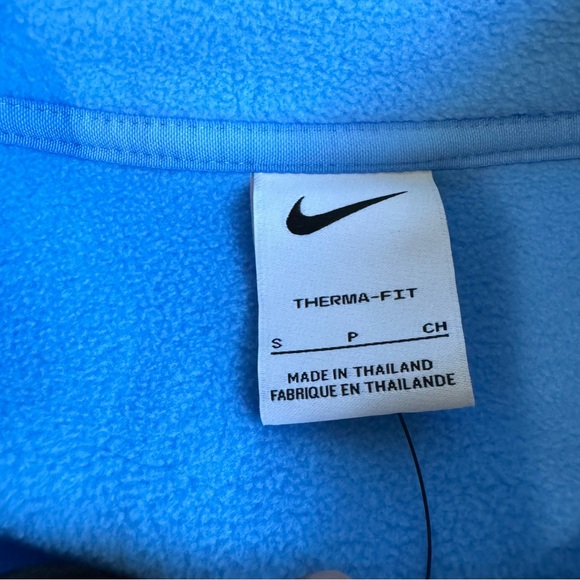 THERMA-FIT
S P CH
MADE IN THAILAND
FABRIQUE EN THAILANDE